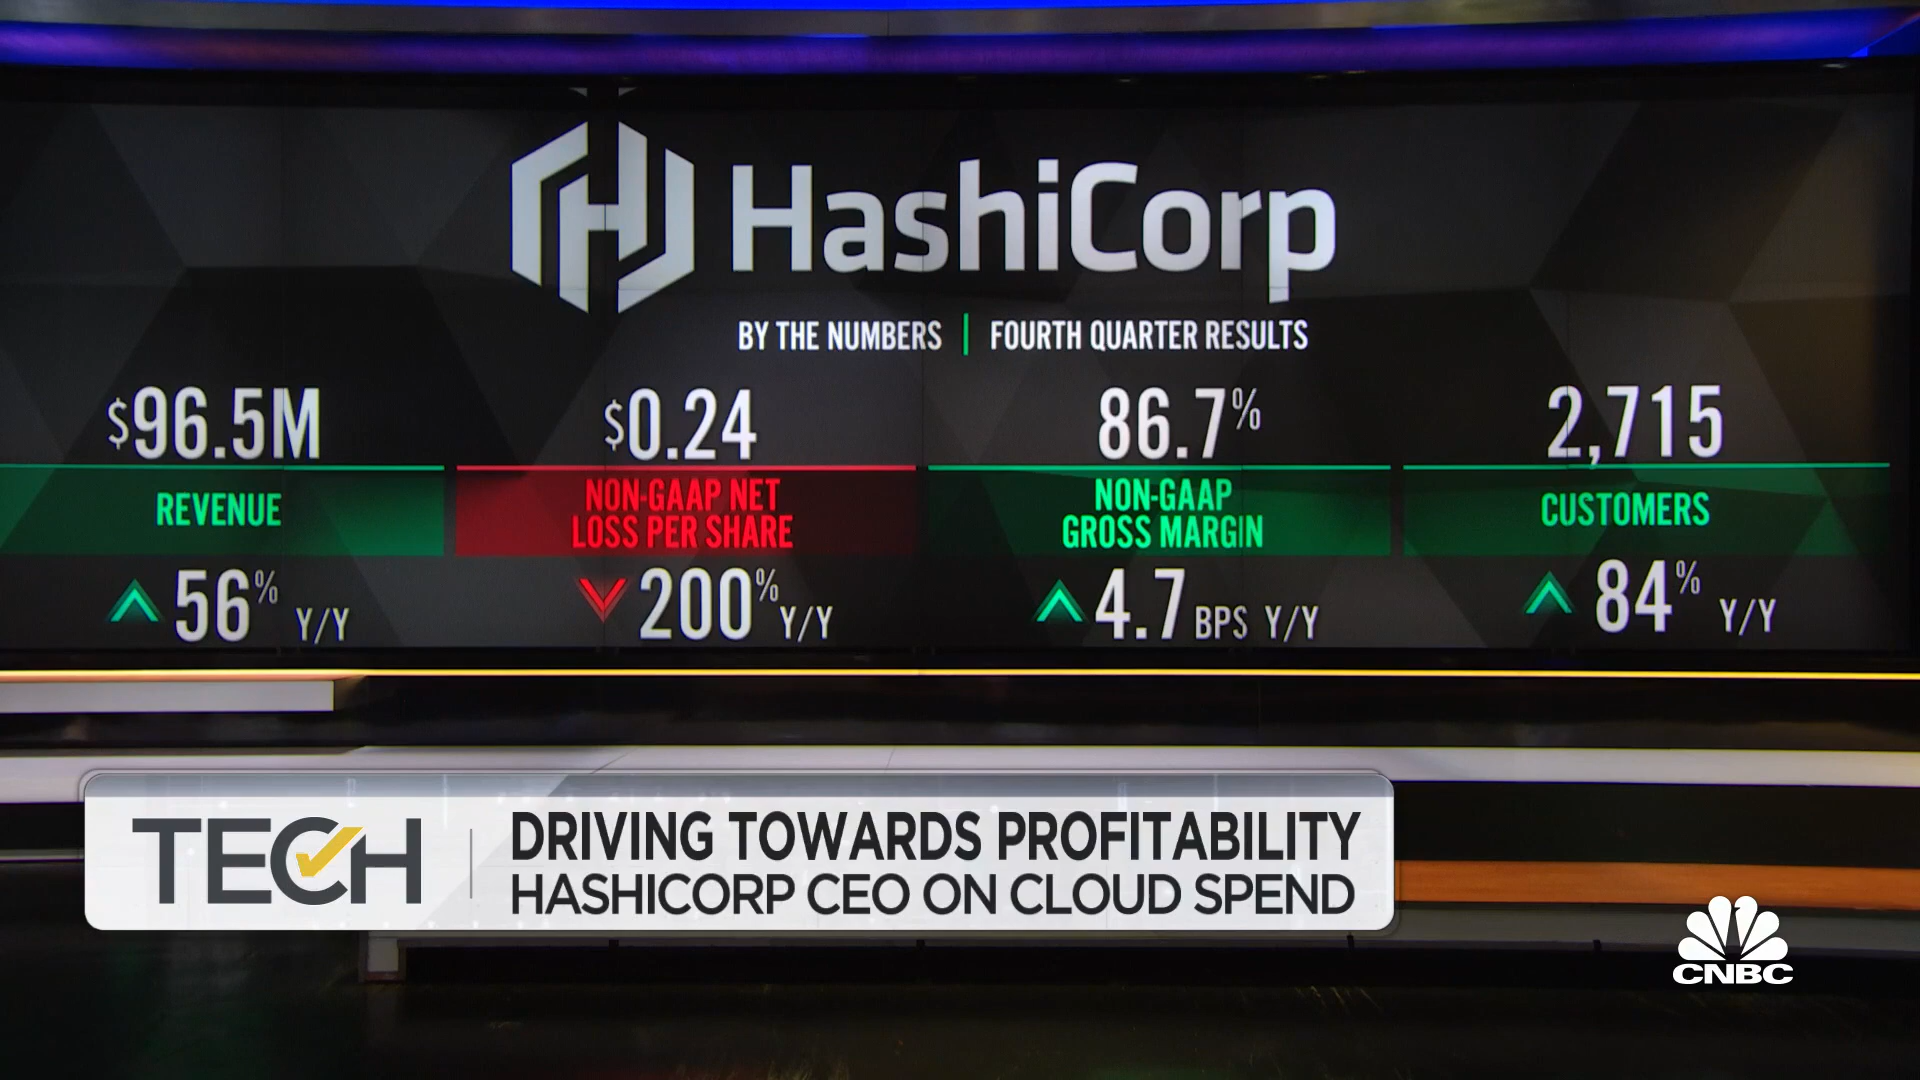 HashiCorp
BY THE NUMBERS | FOURTH QUARTER RESULTS
$96.5M
REVENUE
56% Y/Y
$0.24
NON-GAAP NET
LOSS PER SHARE
200% Y/Y
86.7%
NON-GAAP
GROSS MARGIN
4.7 BPS Y/Y
2,715
CUSTOMERS
84% Y/Y
TECH
DRIVING TOWARDS PROFITABILITY
HASHICORP CEO ON CLOUD SPEND
CNBC